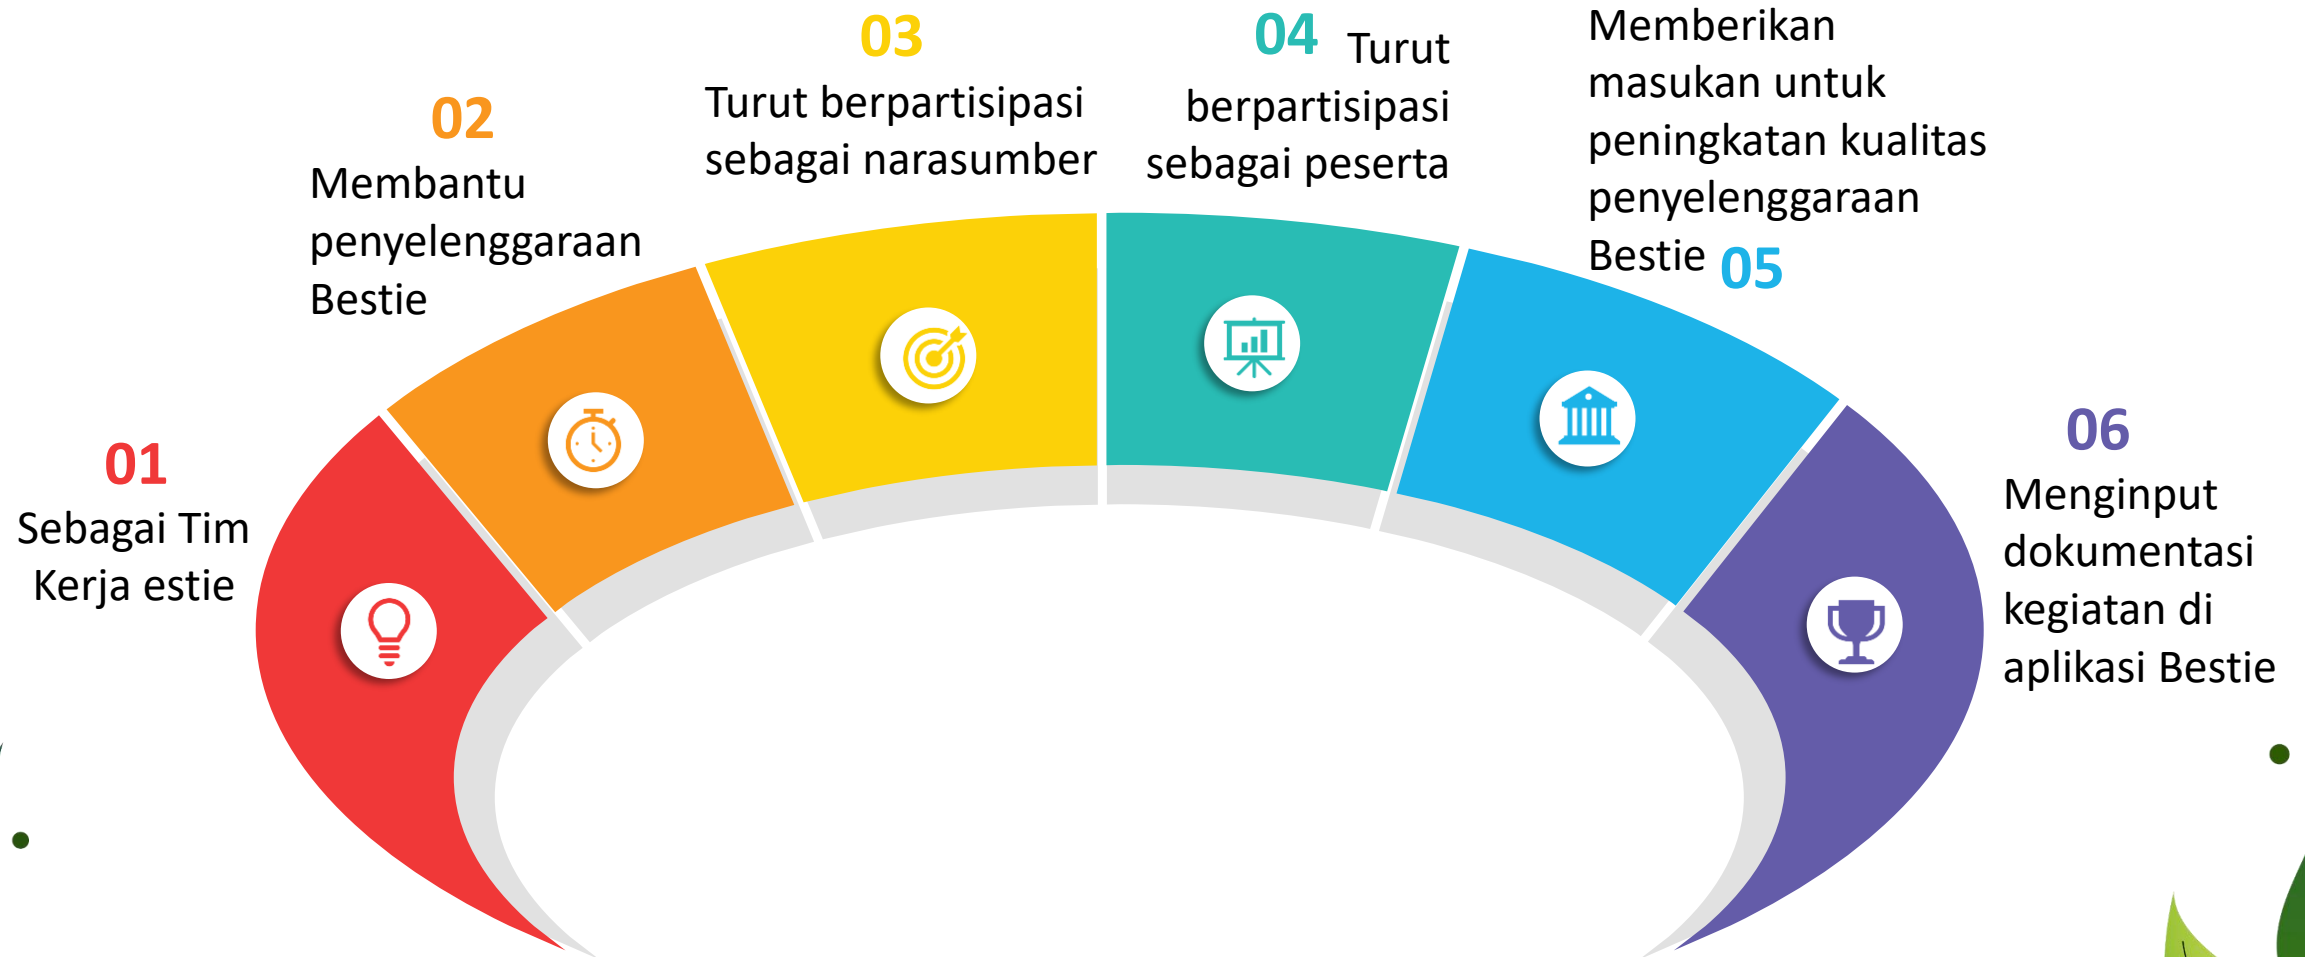 01
Sebagai Tim
Kerja estie
02
Membantu
penyelenggaraan
Bestie
03
Turut berpartisipasi
sebagai narasumber
04 Turut
berpartisipasi
sebagai peserta
Memberikan
masukan untuk
peningkatan kualitas
penyelenggaraan
Bestie 05
06
Menginput
dokumentasi
kegiatan di
aplikasi Bestie